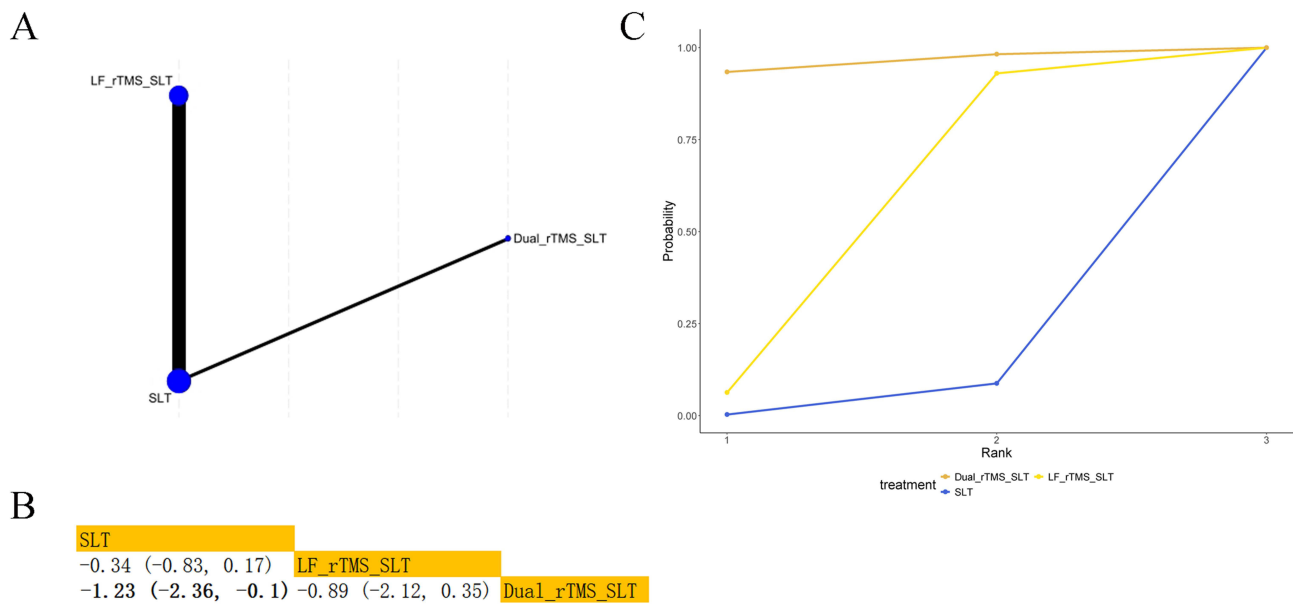 A
LF_rTMS_SLT
Dual_rTMS_SLT
SLT
B
SLT
-0.34 (-0.83, 0.17) LF_rTMS_SLT
-1.23 (-2.36, -0.1) -0.89 (-2.12, 0.35) Dual_rTMS_SLT
C
1.00
0.75
0.50
0.25
0.00
Probability
1 2 3
Rank
treatment Dual_rTMS_SLT LF_rTMS_SLT
SLT